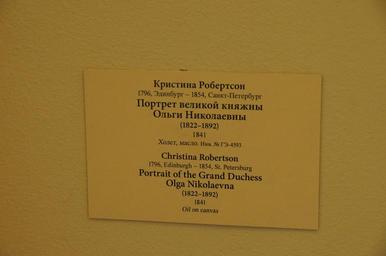 Кристина Робертсон
1796, Эдинбург – 1854, Санкт-Петербург
Портрет великой княжны
Ольги Николаевны
(1822–1892)
1841
Холст, масло. Инв. № ГЭ-4393
Christina Robertson
1796, Edinburgh – 1854, St. Petersburg
Portrait of the Grand Duchess
Olga Nikolaevna
(1822–1892)
1841
Oil on canvas